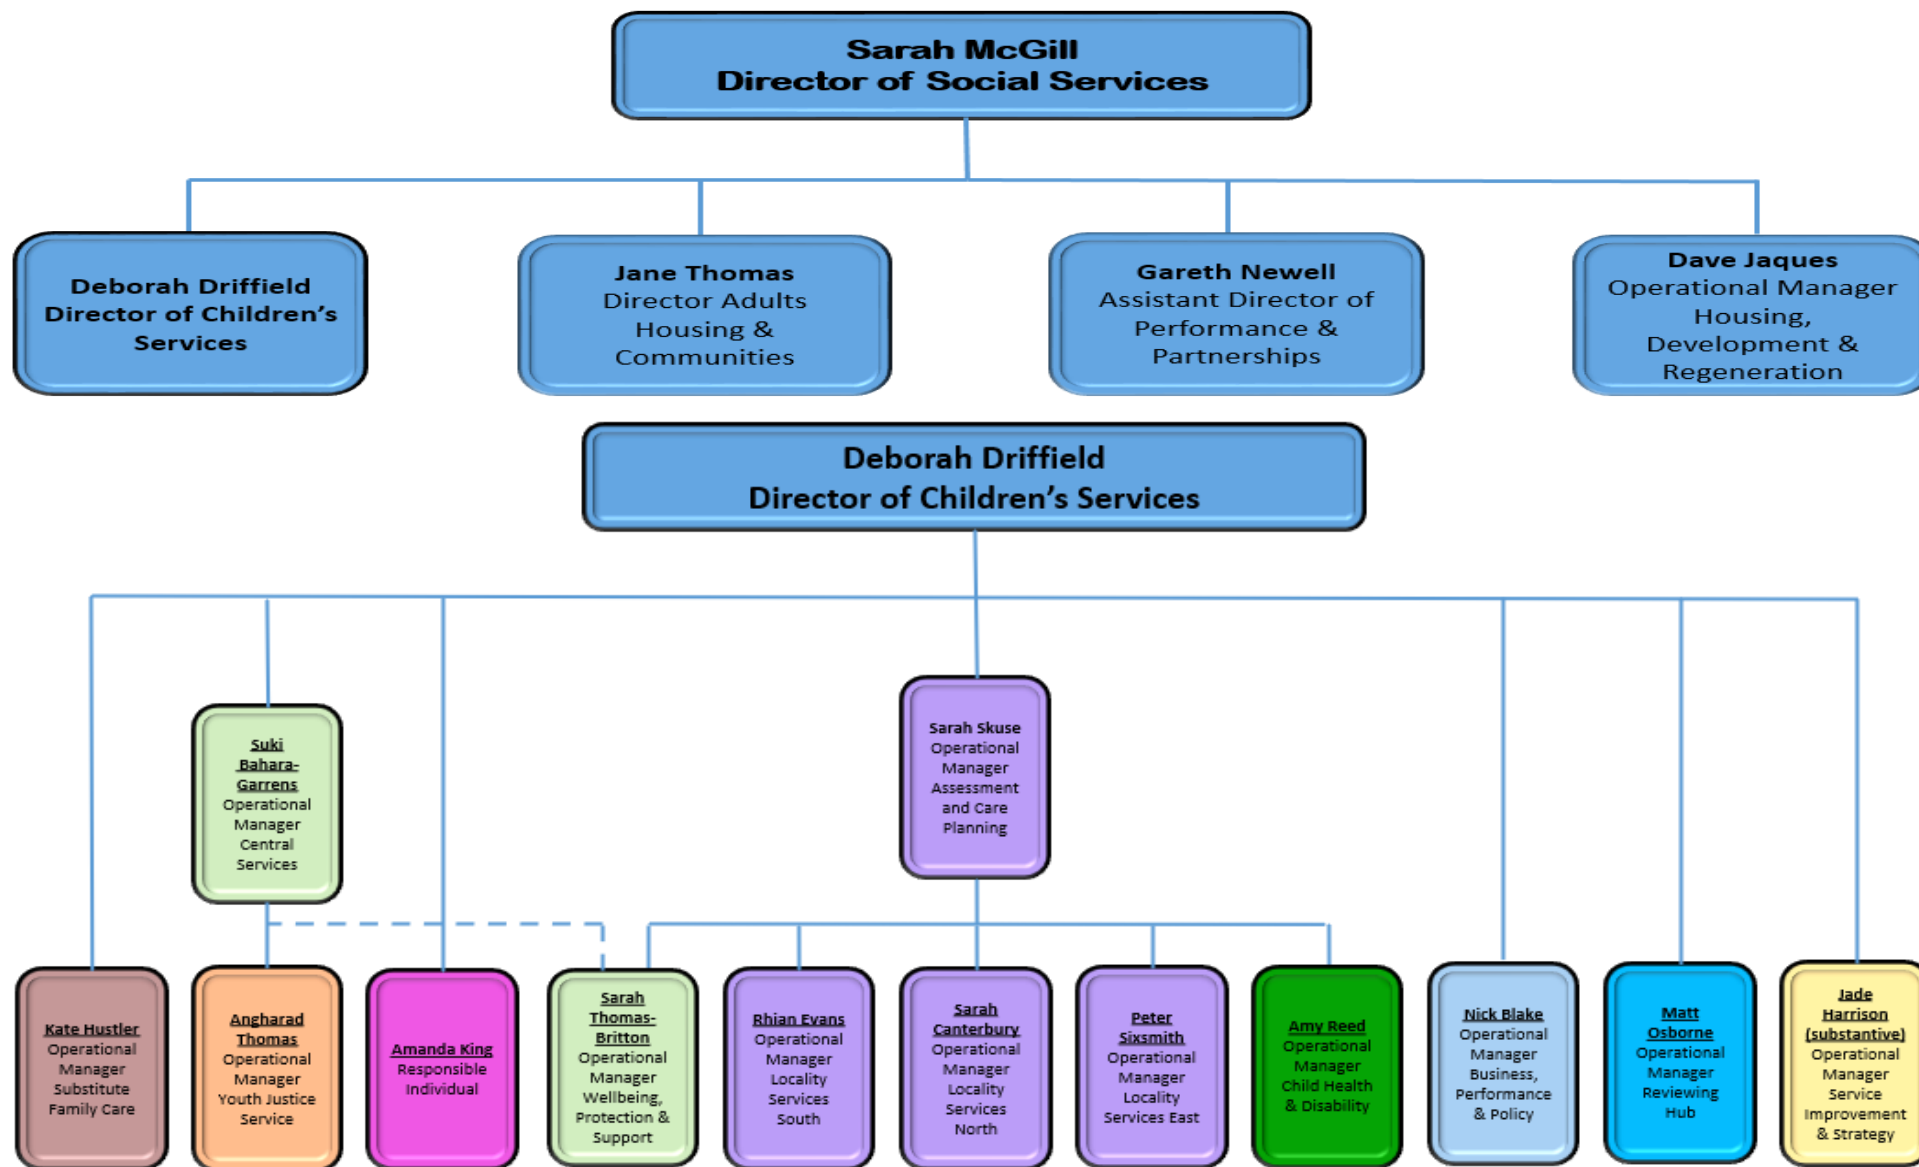 Sarah McGill
Director of Social Services
Deborah Driffield
Director of Children’s
Services
Jane Thomas
Director Adults
Housing &
Communities
Gareth Newell
Assistant Director of
Performance &
Partnerships
Dave Jaques
Operational Manager
Housing,
Development &
Regeneration
Deborah Driffield
Director of Children’s Services
Suki
Bahara-
Garrens
Operational
Manager
Central
Services
Sarah Skuse
Operational
Manager
Assessment
and Care
Planning
Kate Hustler
Operational
Manager
Substitute
Family Care
Angharad
Thomas
Operational
Manager
Youth Justice
Service
Amanda King
Responsible
Individual
Sarah
Thomas-
Britton
Operational
Manager
Wellbeing,
Protection &
Support
Rhian Evans
Operational
Manager
Locality
Services
South
Sarah
Canterbury
Operational
Manager
Locality
Services
North
Peter
Sixsmith
Operational
Manager
Locality
Services East
Amy Reed
Operational
Manager
Child Health
& Disability
Nick Blake
Operational
Manager
Business,
Performance
& Policy
Matt
Osborne
Operational
Manager
Reviewing
Hub
Jade
Harrison
(substantive)
Operational
Manager
Service
Improvement
& Strategy